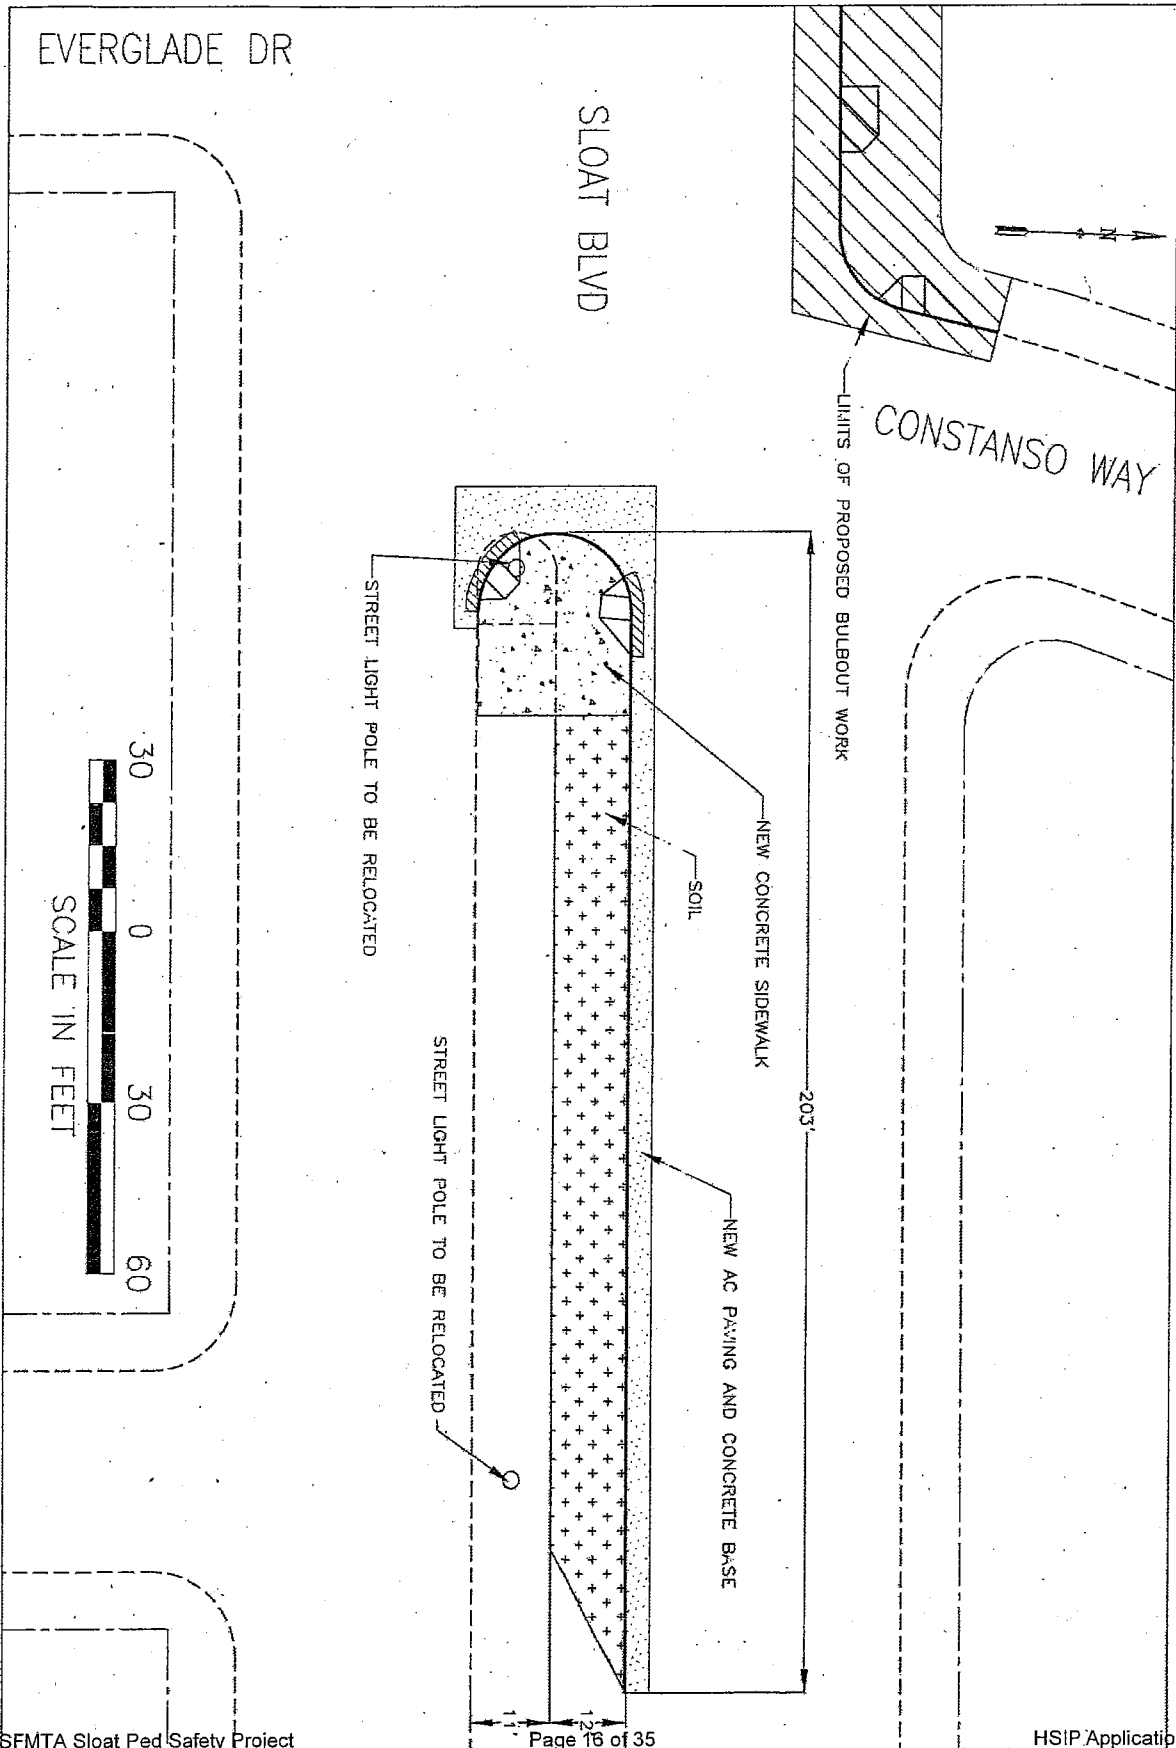 EVERGLADE DR
SLOAT BLVD
N
CONSTANSO WAY
LIMITS OF PROPOSED BULBOUT WORK
STREET LIGHT POLE TO BE RELOCATED
NEW CONCRETE SIDEWALK
SOIL
203'
NEW AC PAVING AND CONCRETE BASE
STREET LIGHT POLE TO BE RELOCATED
30 0 30 60
SCALE IN FEET
11'
12'
SFMTA Sloat Ped Safety Project
Page 16 of 35
HSIP Applicatio